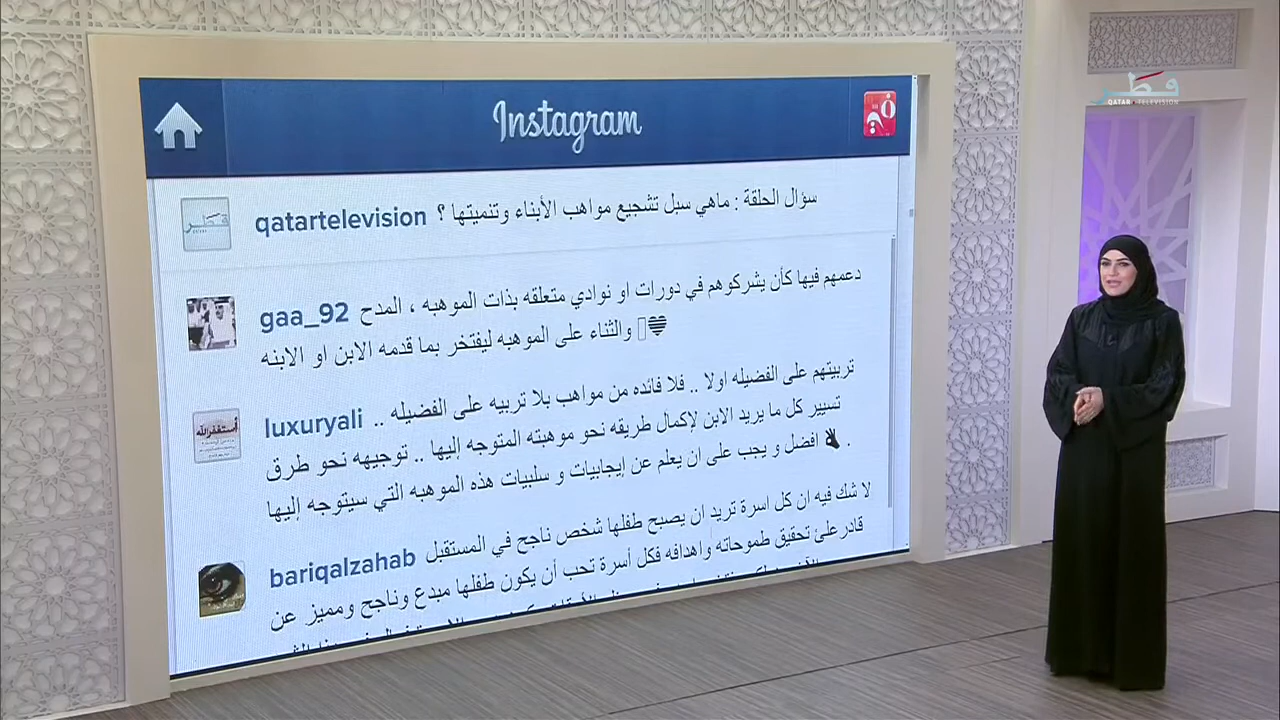 Instagram
قطر
QATAR TELEVISION
qatartelevision سؤال الحلقة : ماهي سبل تشجيع مواهب الأبناء وتنميتها ؟
gaa_92 دعمهم فيها كأن يشركوهم في دورات او نوادي متعلقه بذات الموهبه ، المدح
والثناء على الموهبه ليفتخر بما قدمه الابن او الابنه
أستغفرالله
luxuryali تربيتهم على الفضيله اولا .. فلا فائده من مواهب بلا تربيه على الفضيله ..
تسيير كل ما يريد الابن لإكمال طريقه نحو موهبته المتوجه إليها .. توجيهه نحو طرق
افضل و يجب على ان يعلم عن إيجابيات و سلبيات هذه الموهبه التي سيتوجه إليها .
bariqalzahab لا شك فيه ان كل اسرة تريد ان يصبح طفلها شخص ناجح في المستقبل
قادرعلئ تحقيق طموحاته واهدافه فكل أسرة تحب أن يكون طفلها مبدع وناجح ومميز عن